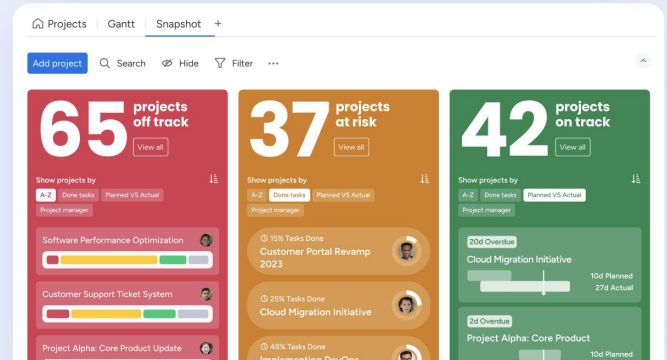 Projects
Gantt
Snapshot
+
Add project
Search
Hide
Filter
65 projects off track
View all
Show projects by
A-Z
Done tasks
Planned VS Actual
Project manager
Software Performance Optimization
Customer Support Ticket System
Project Alpha: Core Product Update
37 projects at risk
View all
Show projects by
A-Z
Done tasks
Planned VS Actual
Project manager
15% Tasks Done
Customer Portal Revamp
2023
25% Tasks Done
Cloud Migration Initiative
48% Tasks Done
Implementing DevOps
42 projects on track
View all
Show projects by
A-Z
Done tasks
Planned VS Actual
Project manager
20d Overdue
Cloud Migration Initiative
10d Planned
27d Actual
2d Overdue
Project Alpha: Core Product
10d Planned